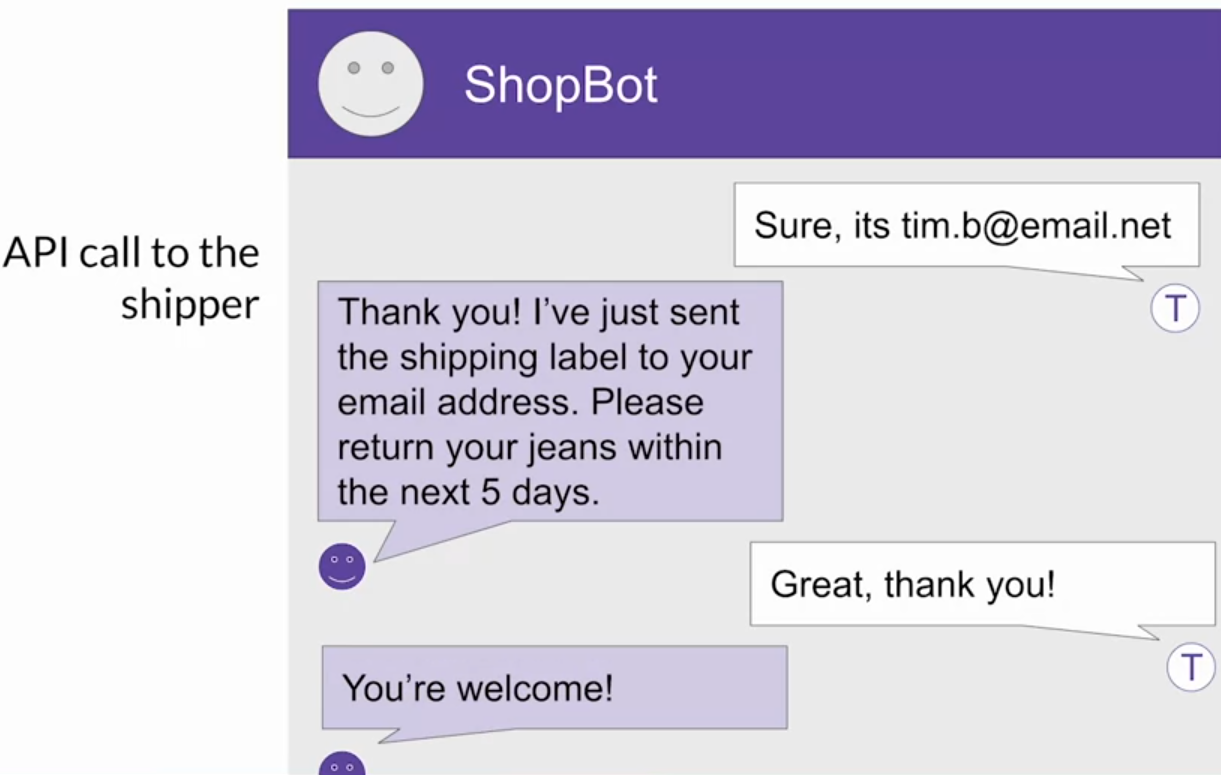 ShopBot
Sure, its tim.b@email.net
T
API call to the
shipper
Thank you! I've just sent
the shipping label to your
email address. Please
return your jeans within
the next 5 days.
Great, thank you!
T
You're welcome!